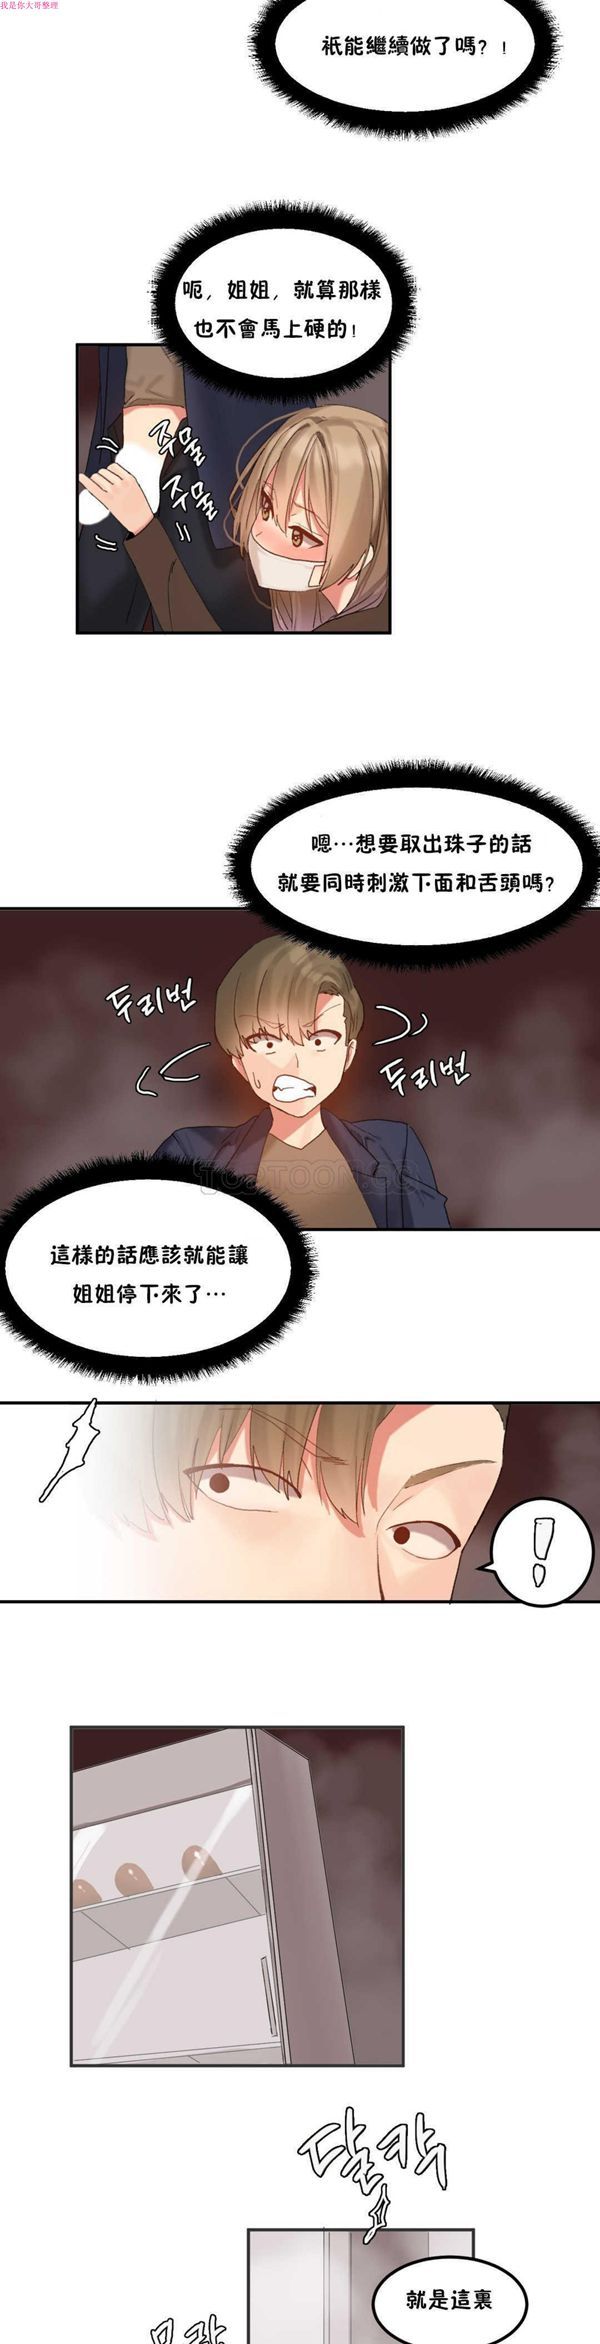 我是你大哥整理
祇能繼續做了嗎？！
呃，姐姐，就算那樣
也不會馬上硬的！
주물
주물
嗯…想要取出珠子的話
就要同時刺激下面和舌頭嗎？
두리번
두리번
TOPTOON.CC
這樣的話應該就能讓
姐姐停下來了…
！
달칵
就是這裏